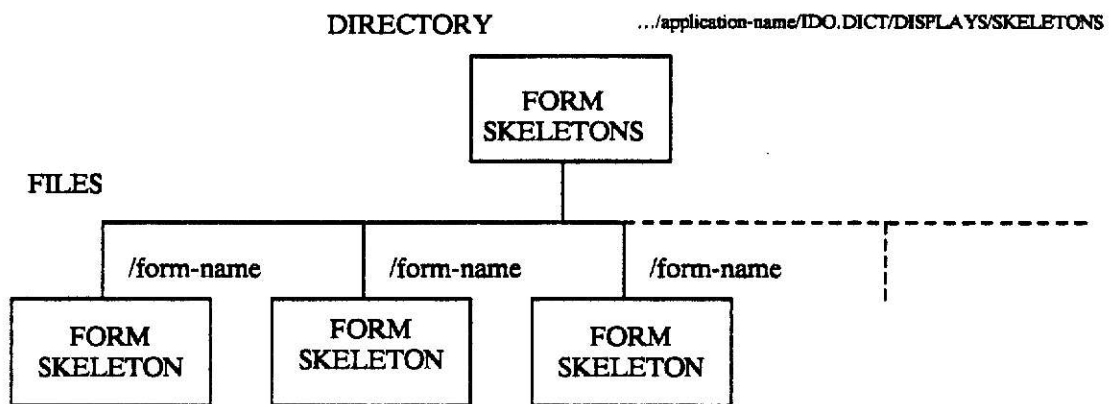 DIRECTORY
.../application-name/IDO.DICT/DISPLAYS/SKELETONS
FORM
SKELETONS
FILES
/form-name
/form-name
/form-name
FORM
SKELETON
FORM
SKELETON
FORM
SKELETON